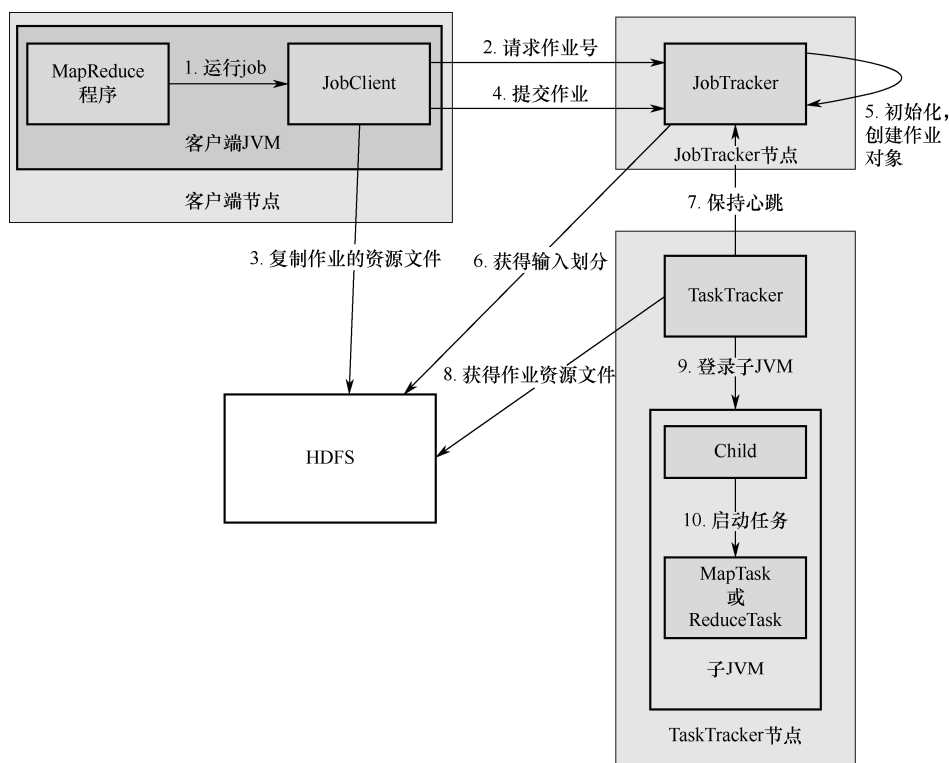 MapReduce
程序
1. 运行job
JobClient
客户端JVM
客户端节点
2. 请求作业号
4. 提交作业
JobTracker
JobTracker节点
5. 初始化，
创建作业
对象
3. 复制作业的资源文件
6. 获得输入划分
7. 保持心跳
TaskTracker
8. 获得作业资源文件
9. 登录子JVM
HDFS
Child
10. 启动任务
MapTask
或
ReduceTask
子JVM
TaskTracker节点